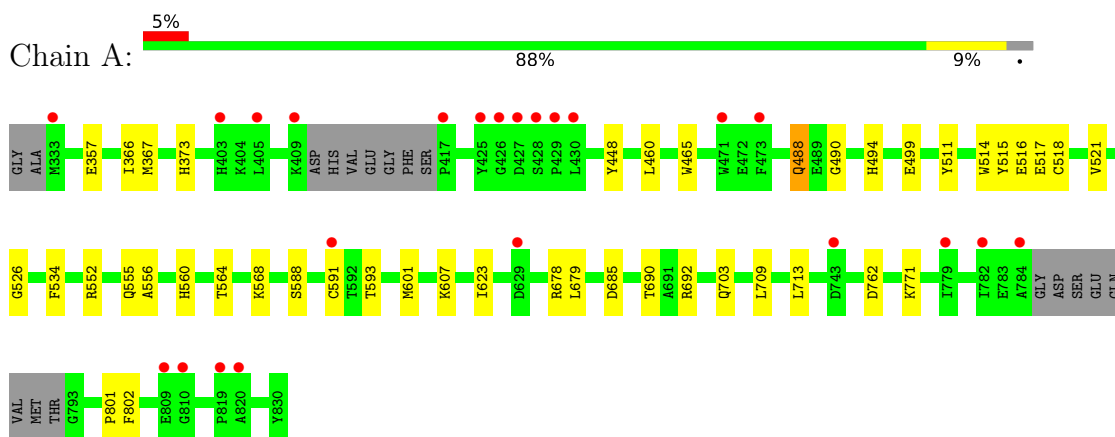 5%
Chain A:
88% 9% •
GLY ALA M333 E357 I366 M367 H373 H403 K404 L405 K409 ASP HIS VAL GLU GLY PHE SER P417 Y425 G426 D427 S428 P429 L430 Y448 L460 W465 W471 E472 F473 Q488 E489 G490 H494 E499 Y511 W514 Y515 E516 E517 C518 V521
G526 F534 R552 Q555 A556 H560 T564 K568 S588 C591 T592 T593 M601 K607 I623 D629 R678 L679 D685 T690 A691 R692 Q703 L709 L713 D743 D762 K771 I779 I782 E783 A784 GLY ASP SER GLU GLN
VAL MET THR G793 P801 F802 E809 G810 P819 A820 Y830